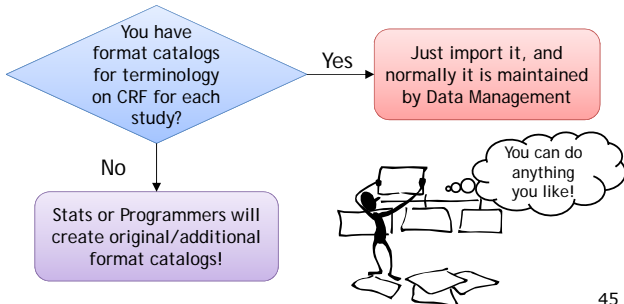 You have
format catalogs
for terminology
on CRF for each
study?
Yes
Just import it, and
normally it is maintained
by Data Management
No
Stats or Programmers will
create original/additional
format catalogs!
You can do
anything
you like!
45